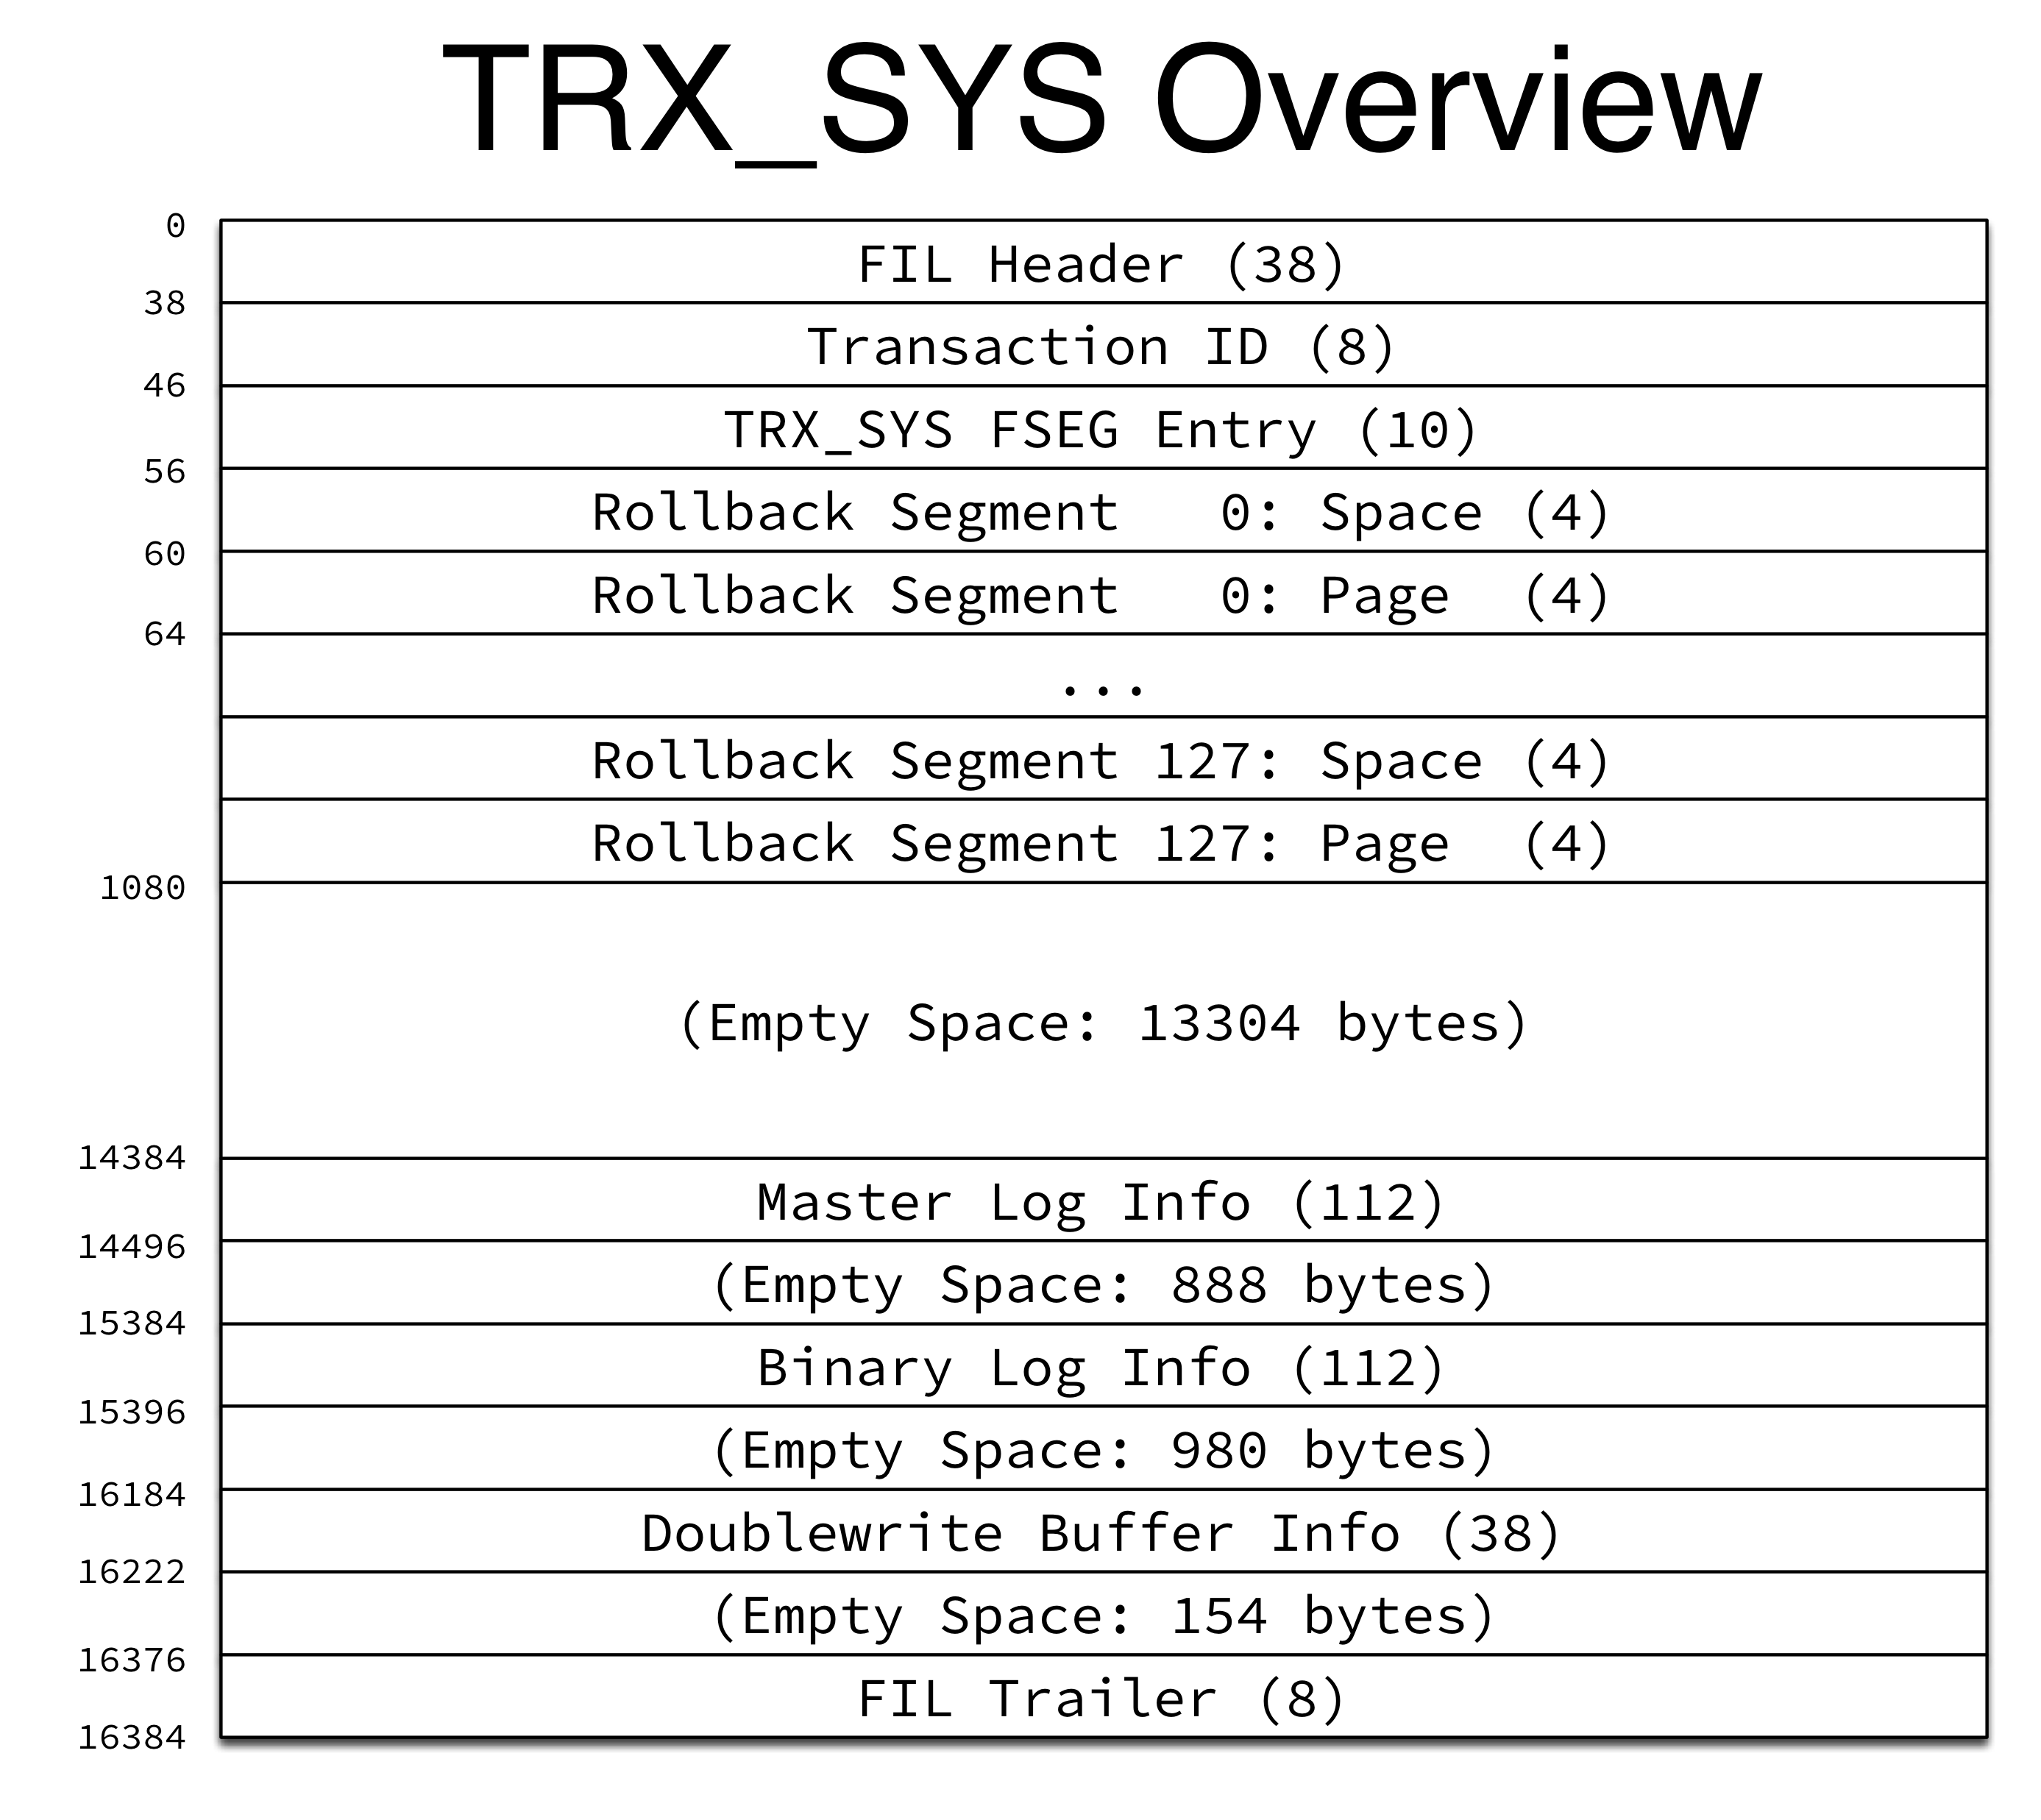 TRX_SYS Overview
0
FIL Header (38)
38
Transaction ID (8)
46
TRX_SYS FSEG Entry (10)
56
Rollback Segment   0: Space (4)
60
Rollback Segment   0: Page  (4)
64
...
Rollback Segment 127: Space (4)
Rollback Segment 127: Page  (4)
1080
(Empty Space: 13304 bytes)
14384
Master Log Info (112)
14496
(Empty Space: 888 bytes)
15384
Binary Log Info (112)
15396
(Empty Space: 980 bytes)
16184
Doublewrite Buffer Info (38)
16222
(Empty Space: 154 bytes)
16376
FIL Trailer (8)
16384